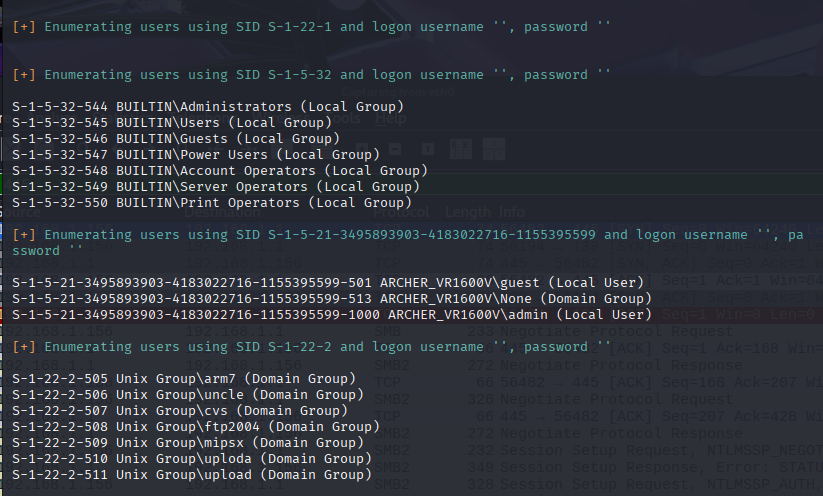 [+] Enumerating users using SID S-1-22-1 and logon username '', password ''
[+] Enumerating users using SID S-1-5-32 and logon username '', password ''
S-1-5-32-544 BUILTIN\Administrators (Local Group)
S-1-5-32-545 BUILTIN\Users (Local Group)
S-1-5-32-546 BUILTIN\Guests (Local Group)
S-1-5-32-547 BUILTIN\Power Users (Local Group)
S-1-5-32-548 BUILTIN\Account Operators (Local Group)
S-1-5-32-549 BUILTIN\Server Operators (Local Group)
S-1-5-32-550 BUILTIN\Print Operators (Local Group)
[+] Enumerating users using SID S-1-5-21-3495893903-4183022716-1155395599 and logon username '', pa
ssword ''
S-1-5-21-3495893903-4183022716-1155395599-501 ARCHER_VR1600V\guest (Local User)
S-1-5-21-3495893903-4183022716-1155395599-513 ARCHER_VR1600V\None (Domain Group)
S-1-5-21-3495893903-4183022716-1155395599-1000 ARCHER_VR1600V\admin (Local User)
[+] Enumerating users using SID S-1-22-2 and logon username '', password ''
S-1-22-2-505 Unix Group\arm7 (Domain Group)
S-1-22-2-506 Unix Group\uncle (Domain Group)
S-1-22-2-507 Unix Group\cvs (Domain Group)
S-1-22-2-508 Unix Group\ftp2004 (Domain Group)
S-1-22-2-509 Unix Group\mipsx (Domain Group)
S-1-22-2-510 Unix Group\uploda (Domain Group)
S-1-22-2-511 Unix Group\upload (Domain Group)